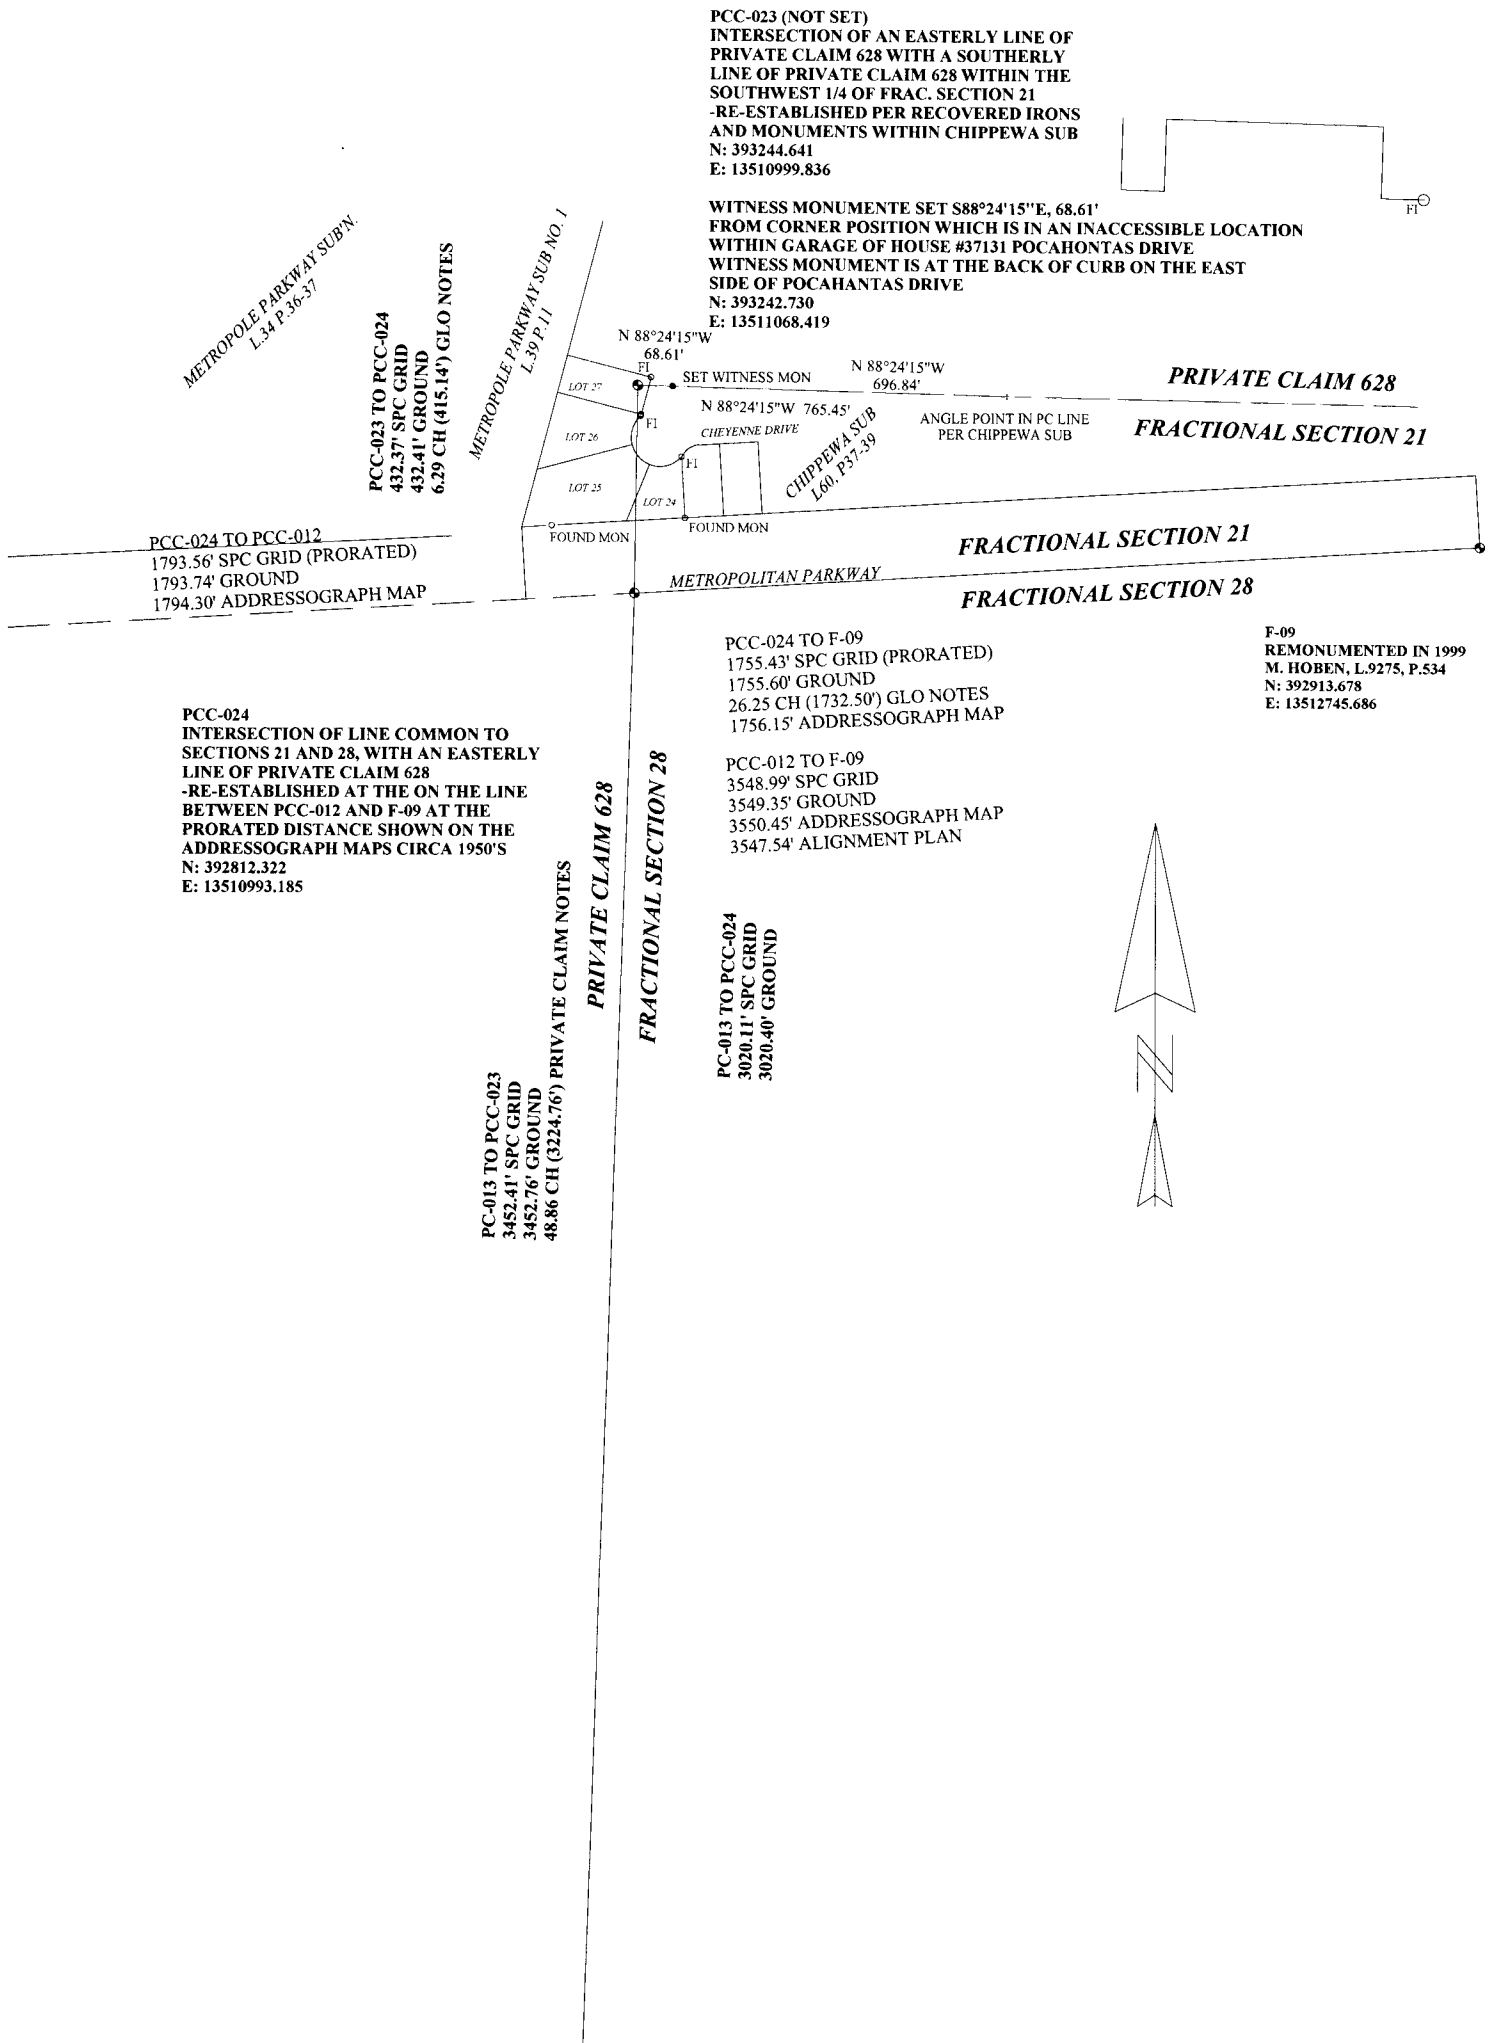 PCC-023 (NOT SET)
INTERSECTION OF AN EASTERLY LINE OF
PRIVATE CLAIM 628 WITH A SOUTHERLY
LINE OF PRIVATE CLAIM 628 WITHIN THE
SOUTHWEST 1/4 OF FRAC. SECTION 21
-RE-ESTABLISHED PER RECOVERED IRONS
AND MONUMENTS WITHIN CHIPPEWA SUB
N: 393244.641
E: 13510999.836
WITNESS MONUMENTE SET S88°24'15"E, 68.61'
FROM CORNER POSITION WHICH IS IN AN INACCESSIBLE LOCATION
WITHIN GARAGE OF HOUSE #37131 POCAHONTAS DRIVE
WITNESS MONUMENT IS AT THE BACK OF CURB ON THE EAST
SIDE OF POCAHANTAS DRIVE
N: 393242.730
E: 13511068.419
FI
METROPOLE PARKWAY SUB'N.
L.34 P.36-37
PCC-023 TO PCC-024
432.37' SPC GRID
432.41' GROUND
6.29 CH (415.14') GLO NOTES
METROPOLE PARKWAY SUB NO. 1
L.39 P.11
N 88°24'15"W
68.61'
FI
SET WITNESS MON
N 88°24'15"W
696.84'
PRIVATE CLAIM 628
LOT 27
N 88°24'15"W 765.45'
FI
CHEYENNE DRIVE
ANGLE POINT IN PC LINE
PER CHIPPEWA SUB
FRACTIONAL SECTION 21
LOT 26
FI
CHIPPEWA SUB
L60, P37-39
LOT 25
LOT 24
FOUND MON
FOUND MON
FRACTIONAL SECTION 21
METROPOLITAN PARKWAY
FRACTIONAL SECTION 28
PCC-024 TO PCC-012
1793.56' SPC GRID (PRORATED)
1793.74' GROUND
1794.30' ADDRESSOGRAPH MAP
PCC-024 TO F-09
1755.43' SPC GRID (PRORATED)
1755.60' GROUND
26.25 CH (1732.50') GLO NOTES
1756.15' ADDRESSOGRAPH MAP
F-09
REMONUMENTED IN 1999
M. HOBEN, L.9275, P.534
N: 392913.678
E: 13512745.686
PCC-024
INTERSECTION OF LINE COMMON TO
SECTIONS 21 AND 28, WITH AN EASTERLY
LINE OF PRIVATE CLAIM 628
-RE-ESTABLISHED AT THE ON THE LINE
BETWEEN PCC-012 AND F-09 AT THE
PRORATED DISTANCE SHOWN ON THE
ADDRESSOGRAPH MAPS CIRCA 1950'S
N: 392812.322
E: 13510993.185
PCC-012 TO F-09
3548.99' SPC GRID
3549.35' GROUND
3550.45' ADDRESSOGRAPH MAP
3547.54' ALIGNMENT PLAN
PRIVATE CLAIM 628
FRACTIONAL SECTION 28
PC-013 TO PCC-024
3020.11' SPC GRID
3020.40' GROUND
PC-013 TO PCC-023
3452.41' SPC GRID
3452.76' GROUND
48.86 CH (3224.76') PRIVATE CLAIM NOTES
N